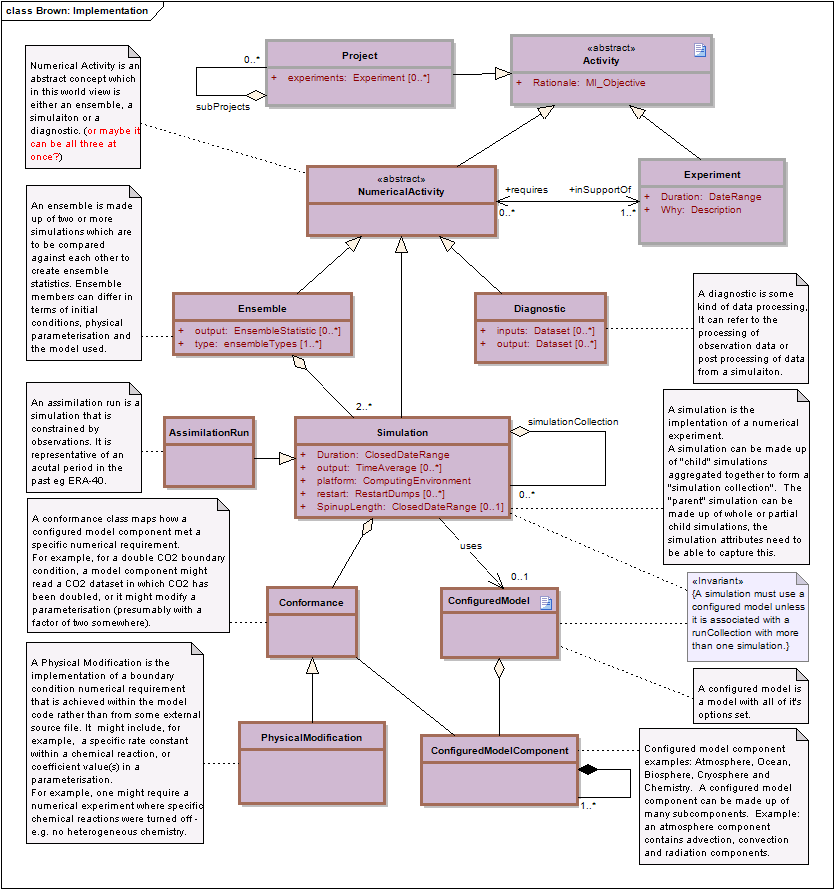 class Brown: Implementation
Project
+ experiments: Experiment [0..*]
0..*
subProjects
«abstract»
Activity
+ Rationale: MI_Objective
Numerical Activity is an
abstract concept which
in this world view is
either an ensemble, a
simulaiton or a
diagnostic. (or maybe it
can be all three at
once?)
«abstract»
NumericalActivity
+requires
0..*
+inSupportOf
1..*
Experiment
+ Duration: DateRange
+ Why: Description
An ensemble is made
up of two or more
simulations which are
to be compared
against each other to
create ensemble
statistics. Ensemble
members can differ in
terms of initial
conditions, physical
parameterisation and
the model used.
Ensemble
+ output: EnsembleStatistic [0..*]
+ type: ensembleTypes [1..*]
Diagnostic
+ inputs: Dataset [0..*]
+ output: Dataset [0..*]
A diagnostic is some
kind of data processing,
It can refer to the
processing of
observation data or
post processing of data
from a simulaiton.
2..*
An assimilation run is a
simulation that is
constrained by
observations. It is
representative of an
acutal period in the
past eg ERA-40.
AssimilationRun
Simulation
+ Duration: ClosedDateRange
+ output: TimeAverage [0..*]
+ platform: ComputingEnvironment
+ restart: RestartDumps [0..*]
+ SpinupLength: ClosedDateRange [0..1]
simulationCollection
0..*
A simulation is the
implentation of a numerical
experiment.
A simulation can be made up
of "child" simulations
aggregated together to form a
"simulation collection". The
"parent" simulation can be
made up of whole or partial
child simulations, the
simulation attributes need to
be able to capture this.
A conformance class maps how a
configured model component met a
specific numerical requirement.
For example, for a double CO2 boundary
condition, a model component might
read a CO2 dataset in which CO2 has
been doubled, or it might modify a
parameterisation (presumably with a
factor of two somewhere).
uses
0..1
Conformance
ConfiguredModel
«Invariant»
{A simulation must use a
configured model unless
it is associated with a
runCollection with more
than one simulation.}
A Physical Modification is the
implementation of a boundary
condition numerical requirement
that is achieved within the model
code rather than from some external
source file. It might include, for
example, a specific rate constant
within a chemical reaction, or
coefficient value(s) in a
parameterisation.
For example, one might require a
numerical experiment where specific
chemical reactions were turned off -
e.g. no heterogeneous chemistry.
A configured model is
a model with all of it's
options set.
PhysicalModification
ConfiguredModelComponent
1..*
Configured model component
examples: Atmosphere, Ocean,
Biosphere, Cryosphere and
Chemistry. A configured model
component can be made up of
many subcomponents. Example:
an atmosphere component
contains advection, convection
and radiation components.